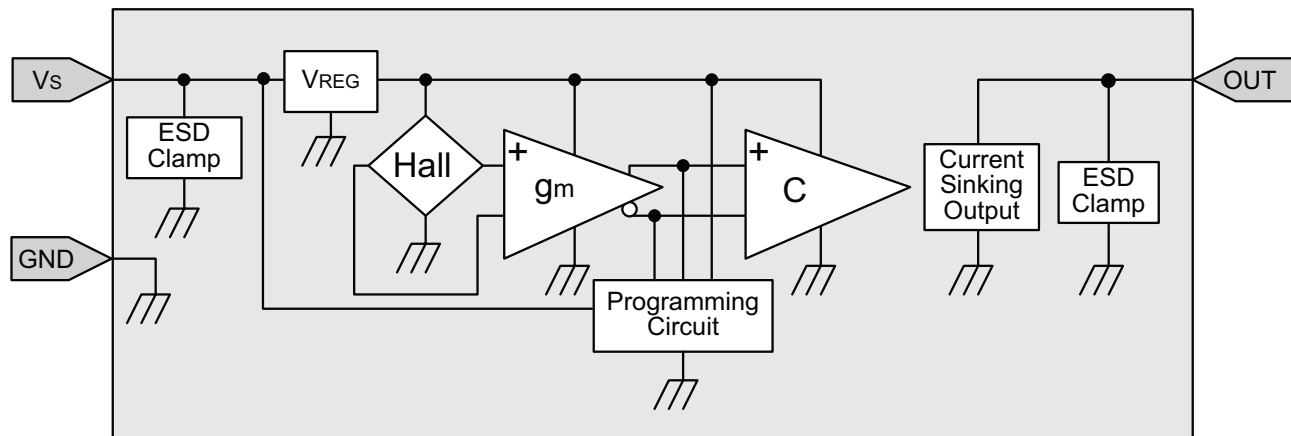 Vs
VREG
OUT
ESD
Clamp
Hall
+
gm
+
C
Current
Sinking
Output
ESD
Clamp
GND
Programming
Circuit